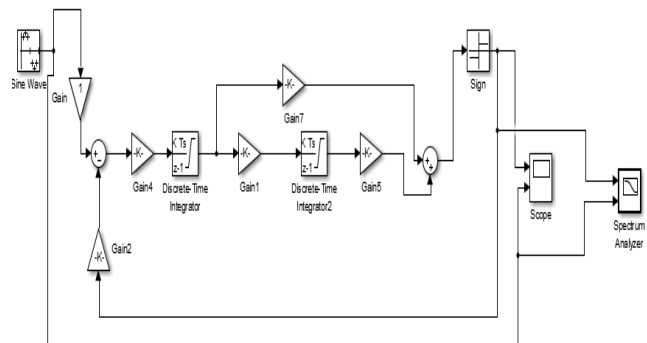 Sine Wave
1
Gain
+
-
-K-
Gain4
K Ts
z-1
Discrete-Time
Integrator
-K-
Gain1
-K-
Gain7
K Ts
z-1
Discrete-Time
Integrator2
-K-
Gain5
+
+
Sign
Scope
Spectrum
Analyzer
-K-
Gain2